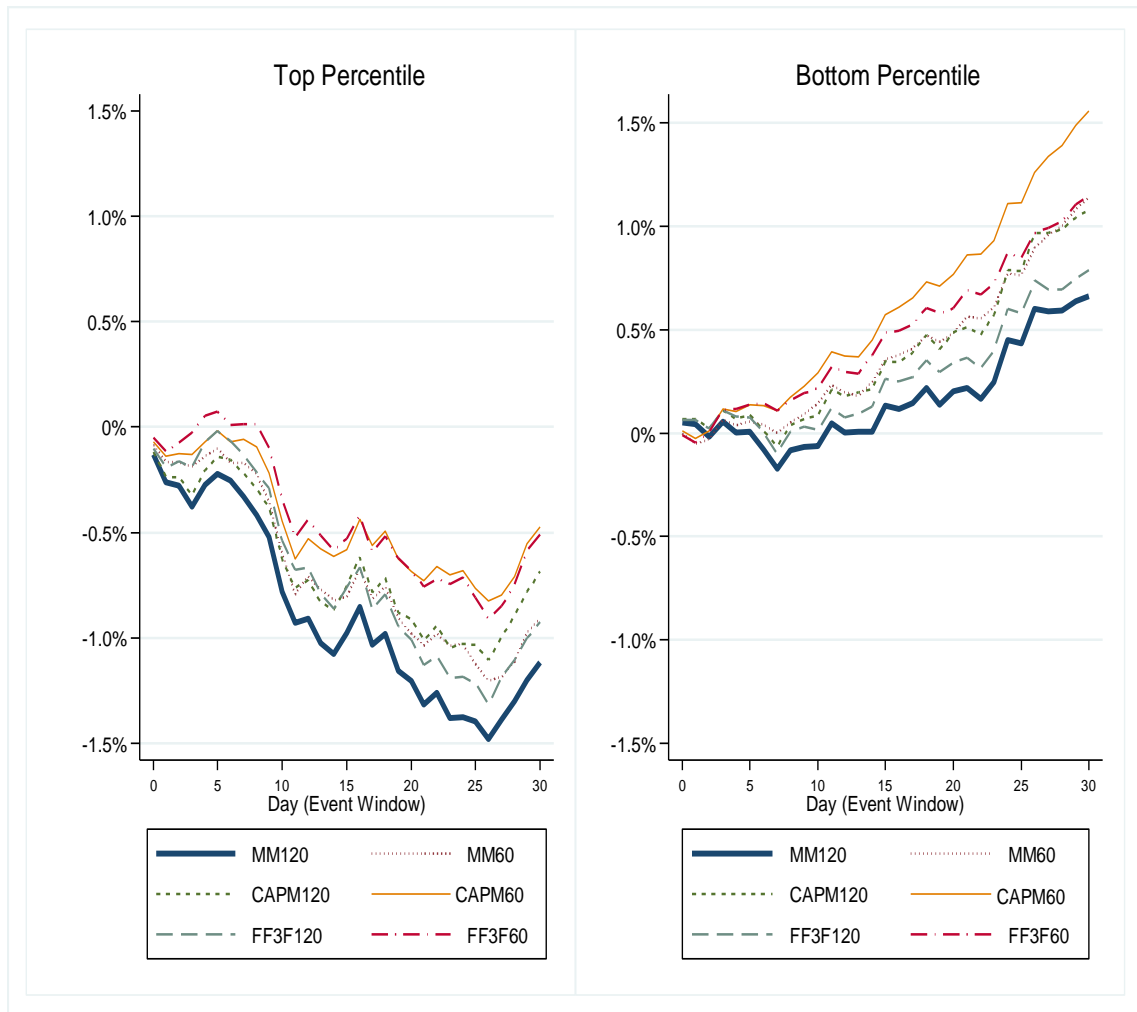 Top Percentile
1.5%
1.0%
0.5%
0%
-0.5%
-1.0%
-1.5%
0 5 10 15 20 25 30
Day (Event Window)
MM120 MM60
CAPM120 CAPM60
FF3F120 FF3F60
Bottom Percentile
1.5%
1.0%
0.5%
0%
-0.5%
-1.0%
-1.5%
0 5 10 15 20 25 30
Day (Event Window)
MM120 MM60
CAPM120 CAPM60
FF3F120 FF3F60